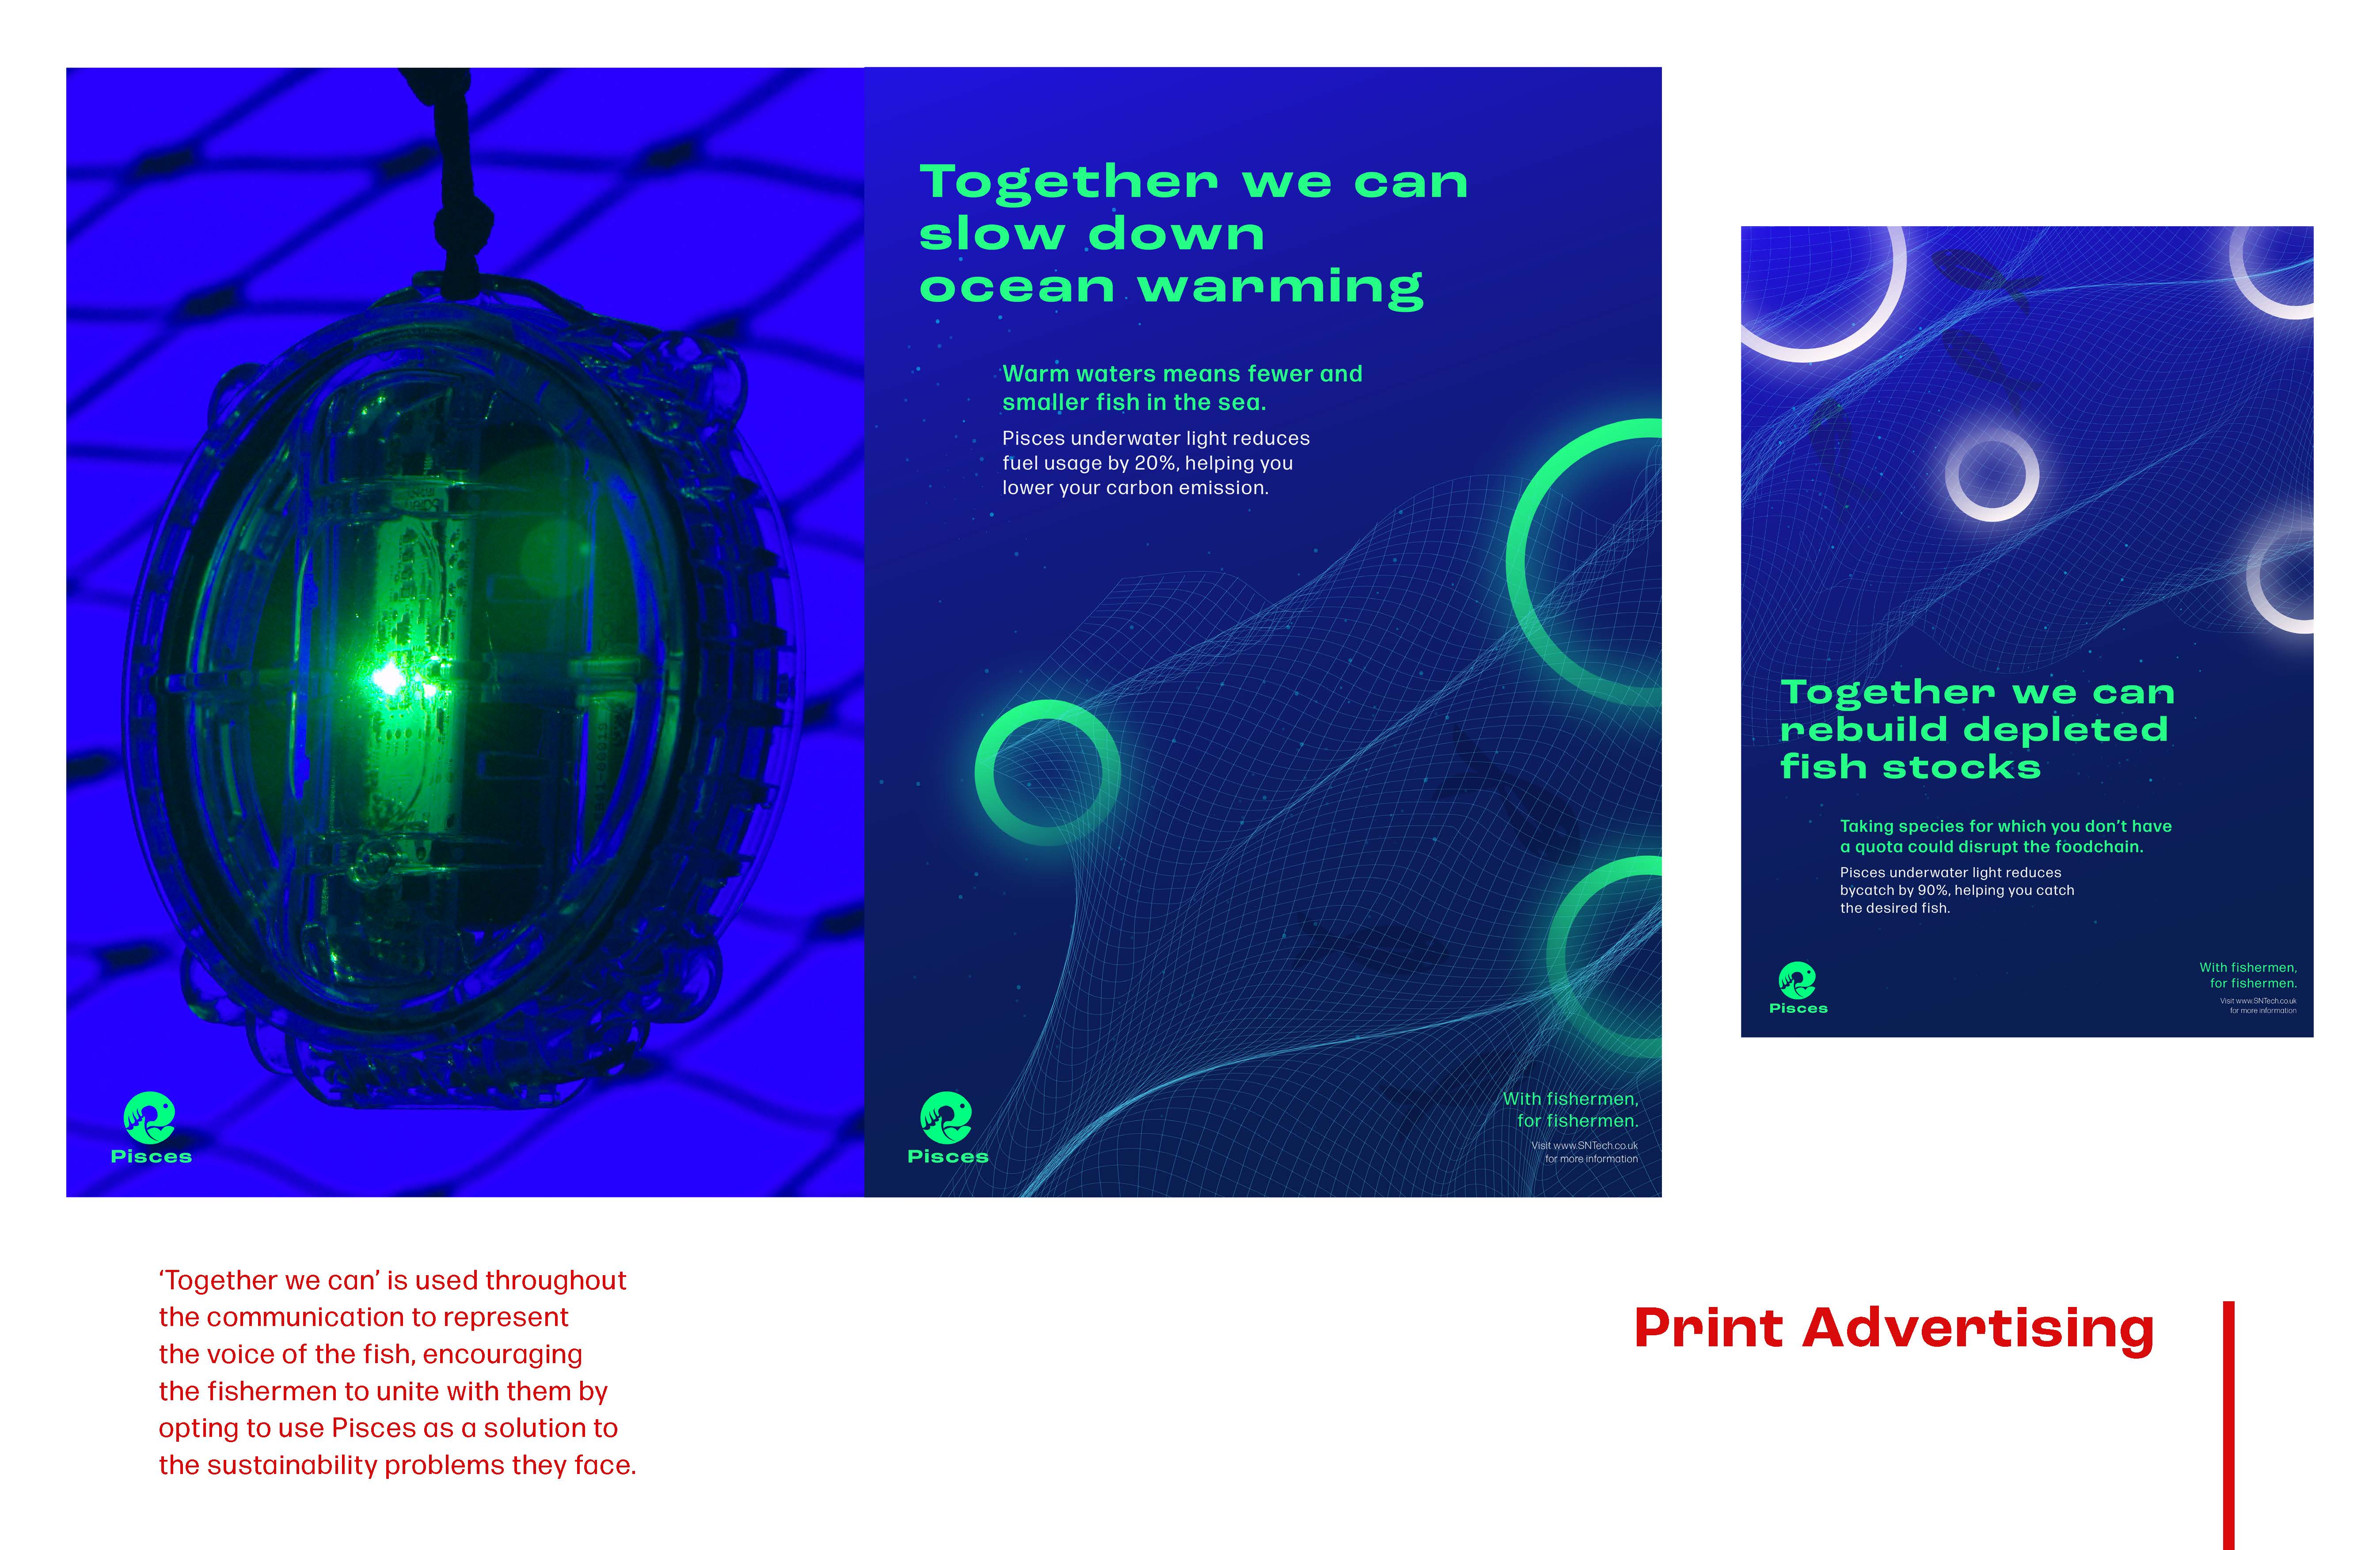 Pisces
Together we can
slow down
ocean warming
Warm waters means fewer and
smaller fish in the sea.
Pisces underwater light reduces
fuel usage by 20%, helping you
lower your carbon emission.
Pisces
With fishermen,
for fishermen.
Visit www.SNTech.co.uk
for more information
Together we can
rebuild depleted
fish stocks
Taking species for which you don’t have
a quota could disrupt the foodchain.
Pisces underwater light reduces
bycatch by 90%, helping you catch
the desired fish.
Pisces
With fishermen,
for fishermen.
Visit www.SNTech.co.uk
for more information
‘Together we can’ is used throughout
the communication to represent
the voice of the fish, encouraging
the fishermen to unite with them by
opting to use Pisces as a solution to
the sustainability problems they face.
Print Advertising